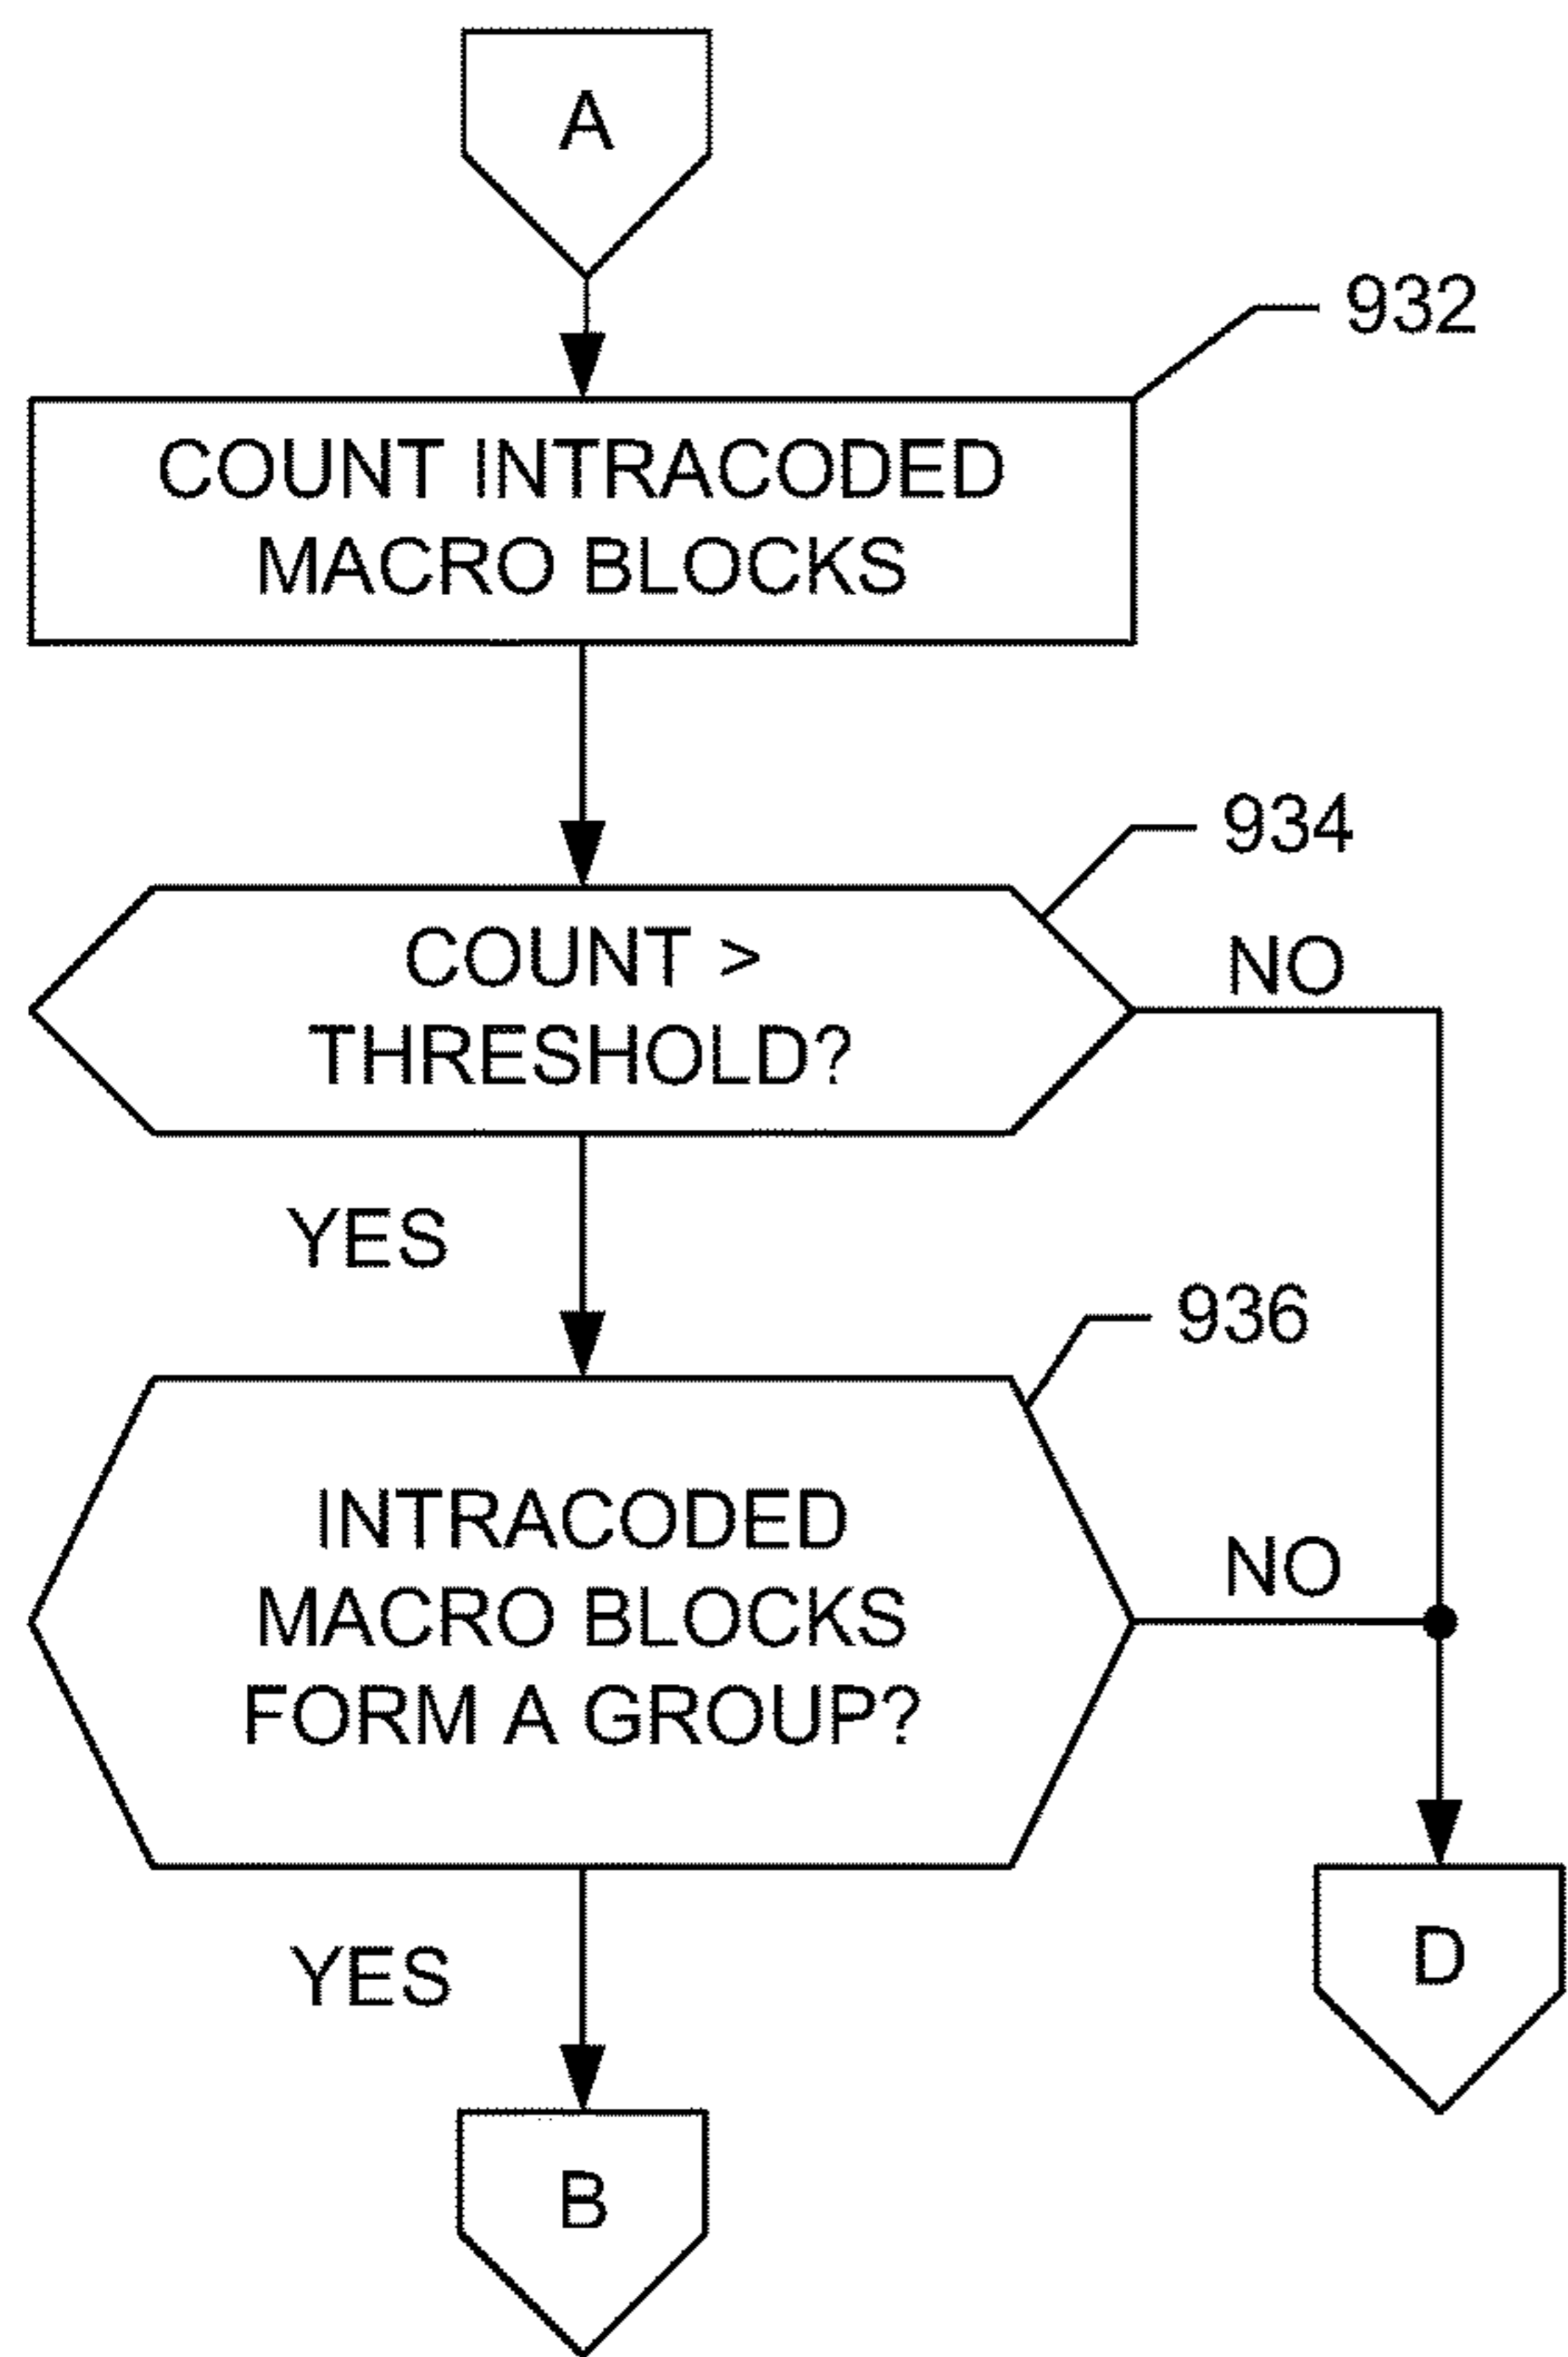 A
932
COUNT INTRACODED
MACRO BLOCKS
934
COUNT >
THRESHOLD?
NO
YES
936
INTRACODED
MACRO BLOCKS
FORM A GROUP?
NO
YES
D
B